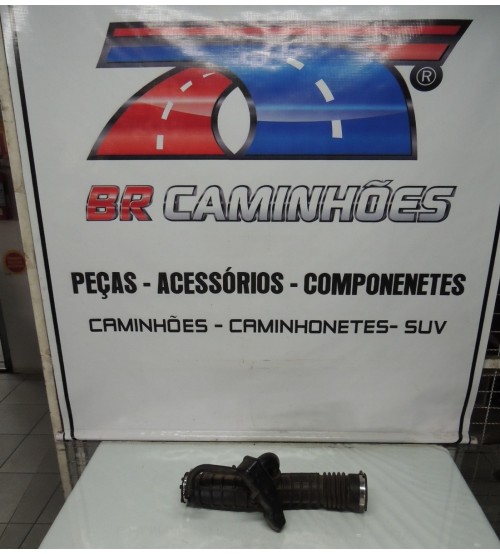 ®
BR CAMINHÕES
PEÇAS - ACESSÓRIOS - COMPONENETES
CAMINHÕES - CAMINHONETES- SUV